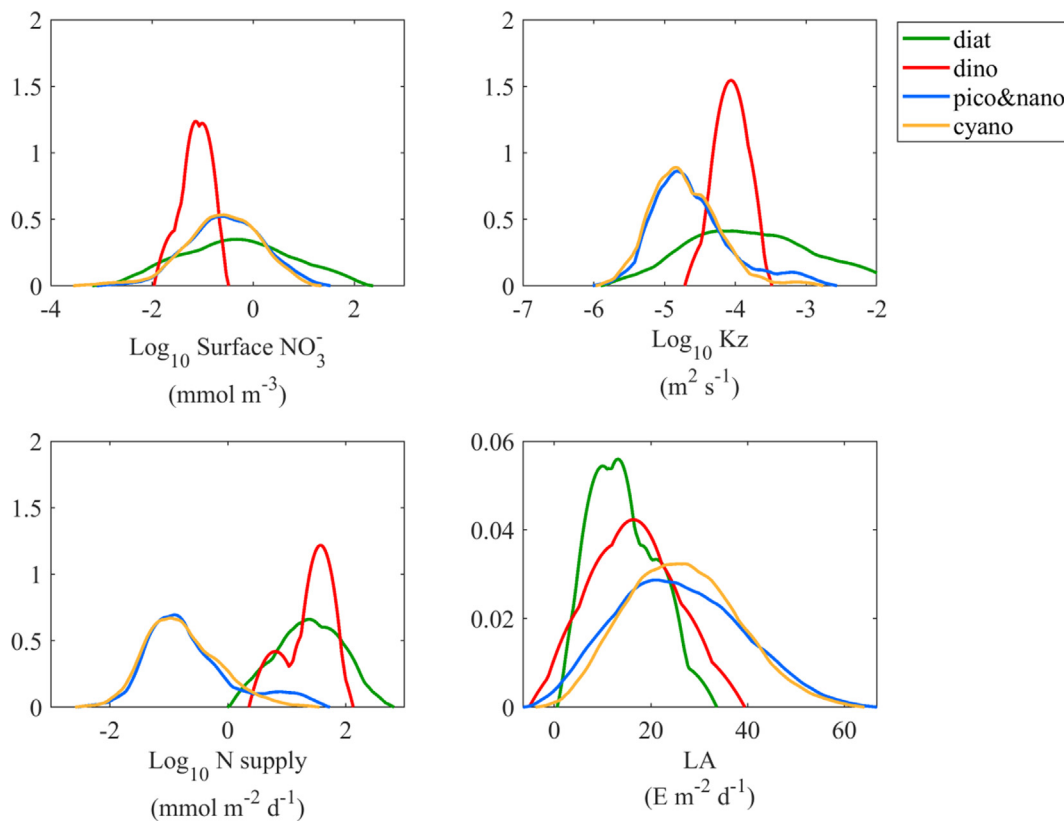 2
1.5
1
0.5
0
-4 -2 0 2
Log10 Surface NO3-
(mmol m-3)
2
1.5
1
0.5
0
-7 -6 -5 -4 -3 -2
Log10 Kz
(m2 s-1)
diat
dino
pico&nano
cyano
2
1.5
1
0.5
0
-2 0 2
Log10 N supply
(mmol m-2 d-1)
0.06
0.04
0.02
0
0 20 40 60
LA
(E m-2 d-1)